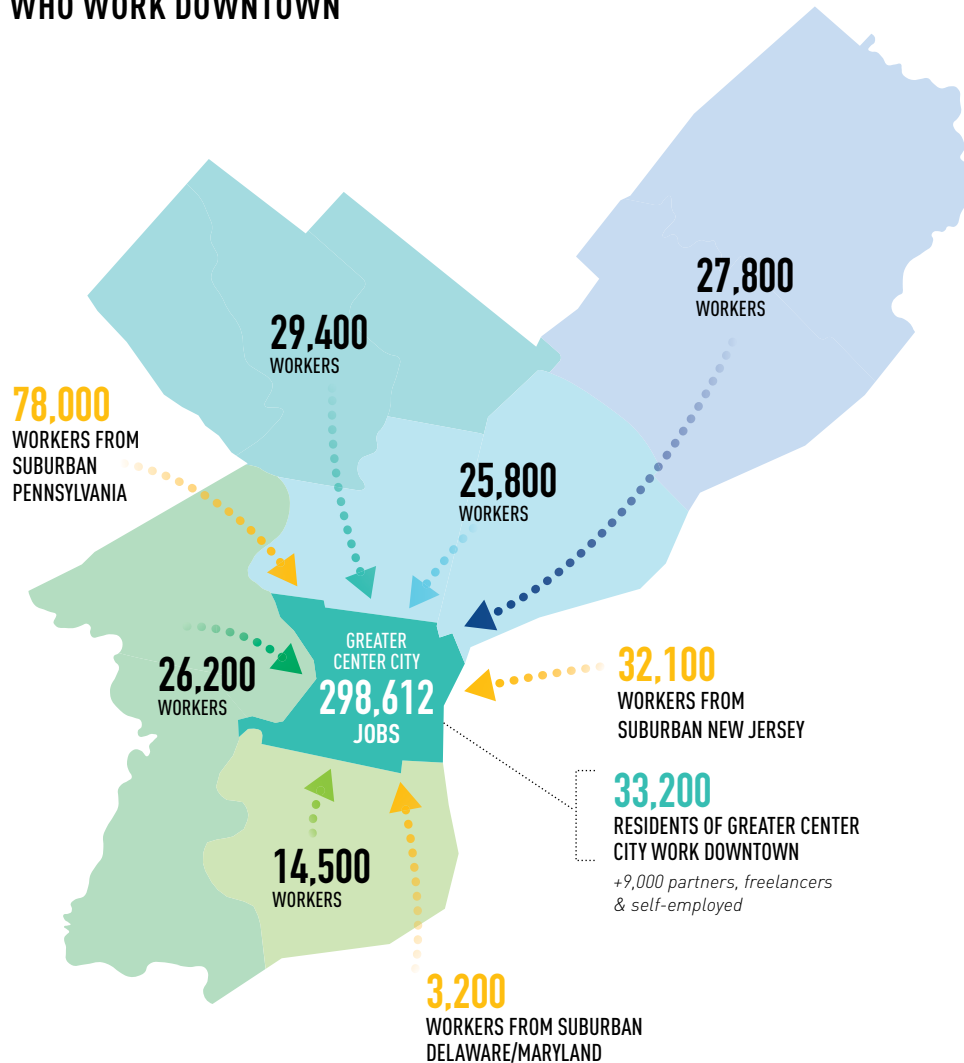 WHO WORK DOWNTOWN
27,800
WORKERS
29,400
WORKERS
78,000
WORKERS FROM
SUBURBAN
PENNSYLVANIA
25,800
WORKERS
GREATER
CENTER CITY
298,612
JOBS
26,200
WORKERS
32,100
WORKERS FROM
SUBURBAN NEW JERSEY
33,200
RESIDENTS OF GREATER CENTER
CITY WORK DOWNTOWN
+9,000 partners, freelancers
& self-employed
14,500
WORKERS
3,200
WORKERS FROM SUBURBAN
DELAWARE/MARYLAND